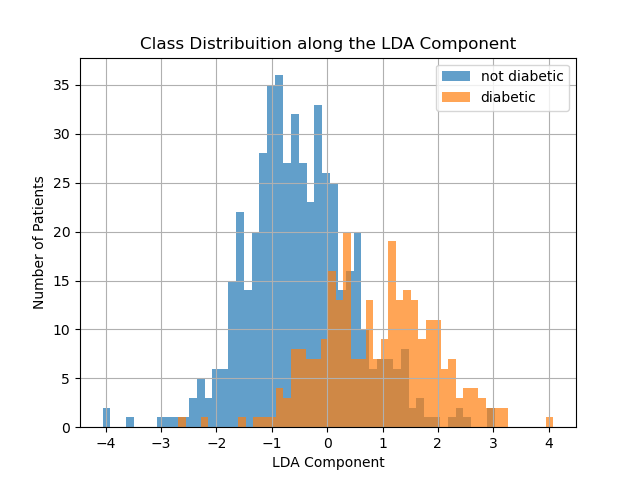 Class Distribuition along the LDA Component
not diabetic
diabetic
Number of Patients
35
30
25
20
15
10
5
0
−4 −3 −2 −1 0 1 2 3 4
LDA Component